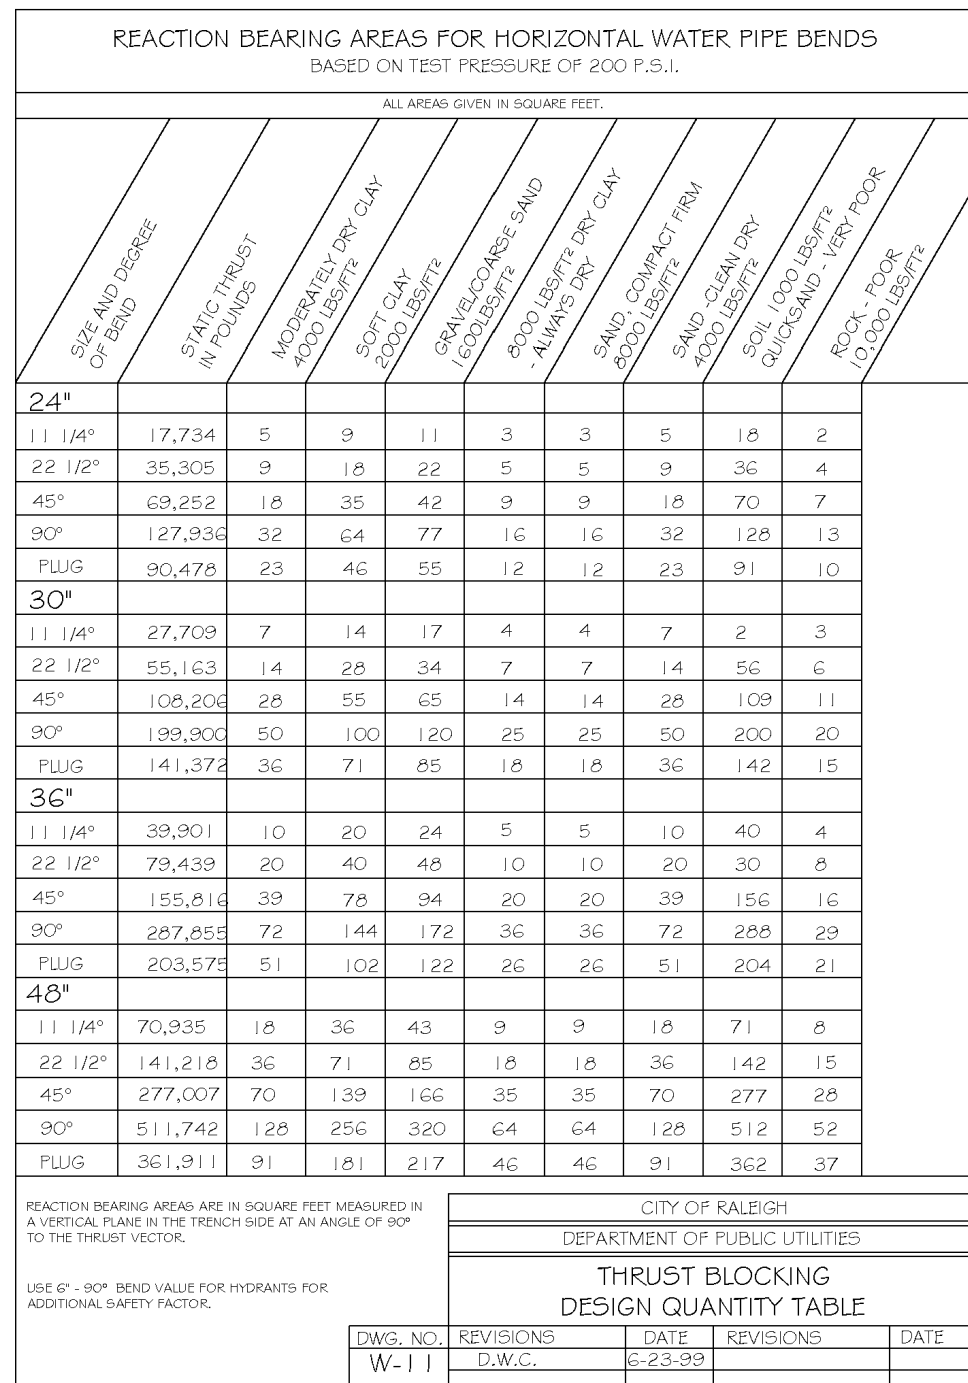 REACTION BEARING AREAS FOR HORIZONTAL WATER PIPE BENDS
BASED ON TEST PRESSURE OF 200 P.S.I.
ALL AREAS GIVEN IN SQUARE FEET.
SIZE AND DEGREE
OF BEND
STATIC THRUST
IN POUNDS
MODERATELY DRY CLAY
4000 LBS/FT2
SOFT CLAY
2000 LBS/FT2
GRAVEL/COARSE SAND
1600LBS/FT2
8000 LBS/FT2 DRY CLAY
- ALWAYS DRY
SAND, COMPACT FIRM
8000 LBS/FT2
SAND -CLEAN DRY
4000 LBS/FT2
SOIL 1000 LBS/FT2
QUICKSAND - VERY POOR
ROCK - POOR
10,000 LBS/FT2
24"
11 1/4° 17,734 5 9 11 3 3 5 18 2
22 1/2° 35,305 9 18 22 5 5 9 36 4
45° 69,252 18 35 42 9 9 18 70 7
90° 127,936 32 64 77 16 16 32 128 13
PLUG 90,478 23 46 55 12 12 23 91 10
30"
11 1/4° 27,709 7 14 17 4 4 7 2 3
22 1/2° 55,163 14 28 34 7 7 14 56 6
45° 108,206 28 55 65 14 14 28 109 11
90° 199,900 50 100 120 25 25 50 200 20
PLUG 141,372 36 71 85 18 18 36 142 15
36"
11 1/4° 39,901 10 20 24 5 5 10 40 4
22 1/2° 79,439 20 40 48 10 10 20 30 8
45° 155,816 39 78 94 20 20 39 156 16
90° 287,855 72 144 172 36 36 72 288 29
PLUG 203,575 51 102 122 26 26 51 204 21
48"
11 1/4° 70,935 18 36 43 9 9 18 71 8
22 1/2° 141,218 36 71 85 18 18 36 142 15
45° 277,007 70 139 166 35 35 70 277 28
90° 511,742 128 256 320 64 64 128 512 52
PLUG 361,911 91 181 217 46 46 91 362 37
REACTION BEARING AREAS ARE IN SQUARE FEET MEASURED IN
A VERTICAL PLANE IN THE TRENCH SIDE AT AN ANGLE OF 90°
TO THE THRUST VECTOR.
USE 6" - 90° BEND VALUE FOR HYDRANTS FOR
ADDITIONAL SAFETY FACTOR.
CITY OF RALEIGH
DEPARTMENT OF PUBLIC UTILITIES
THRUST BLOCKING
DESIGN QUANTITY TABLE
DWG. NO. REVISIONS DATE REVISIONS DATE
W-11 D.W.C. 6-23-99